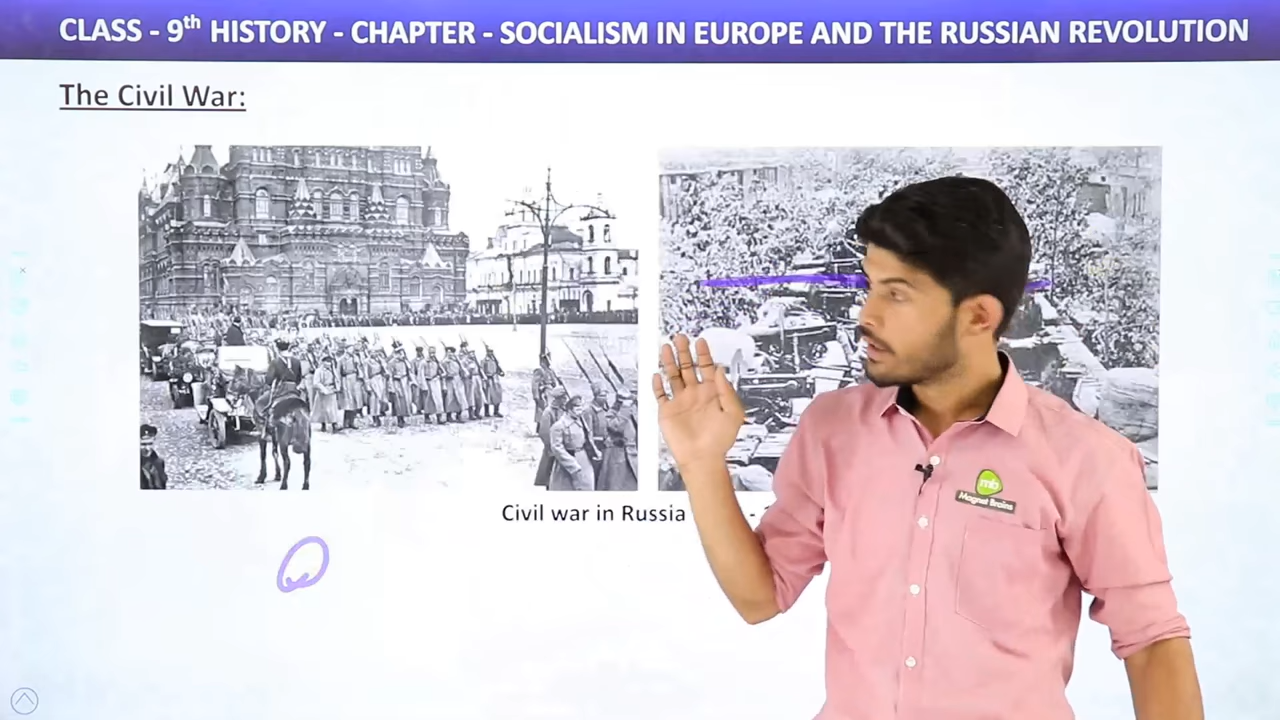 CLASS - 9th HISTORY - CHAPTER - SOCIALISM IN EUROPE AND THE RUSSIAN REVOLUTION
The Civil War:
mb
Magnet Brains
Civil war in Russia